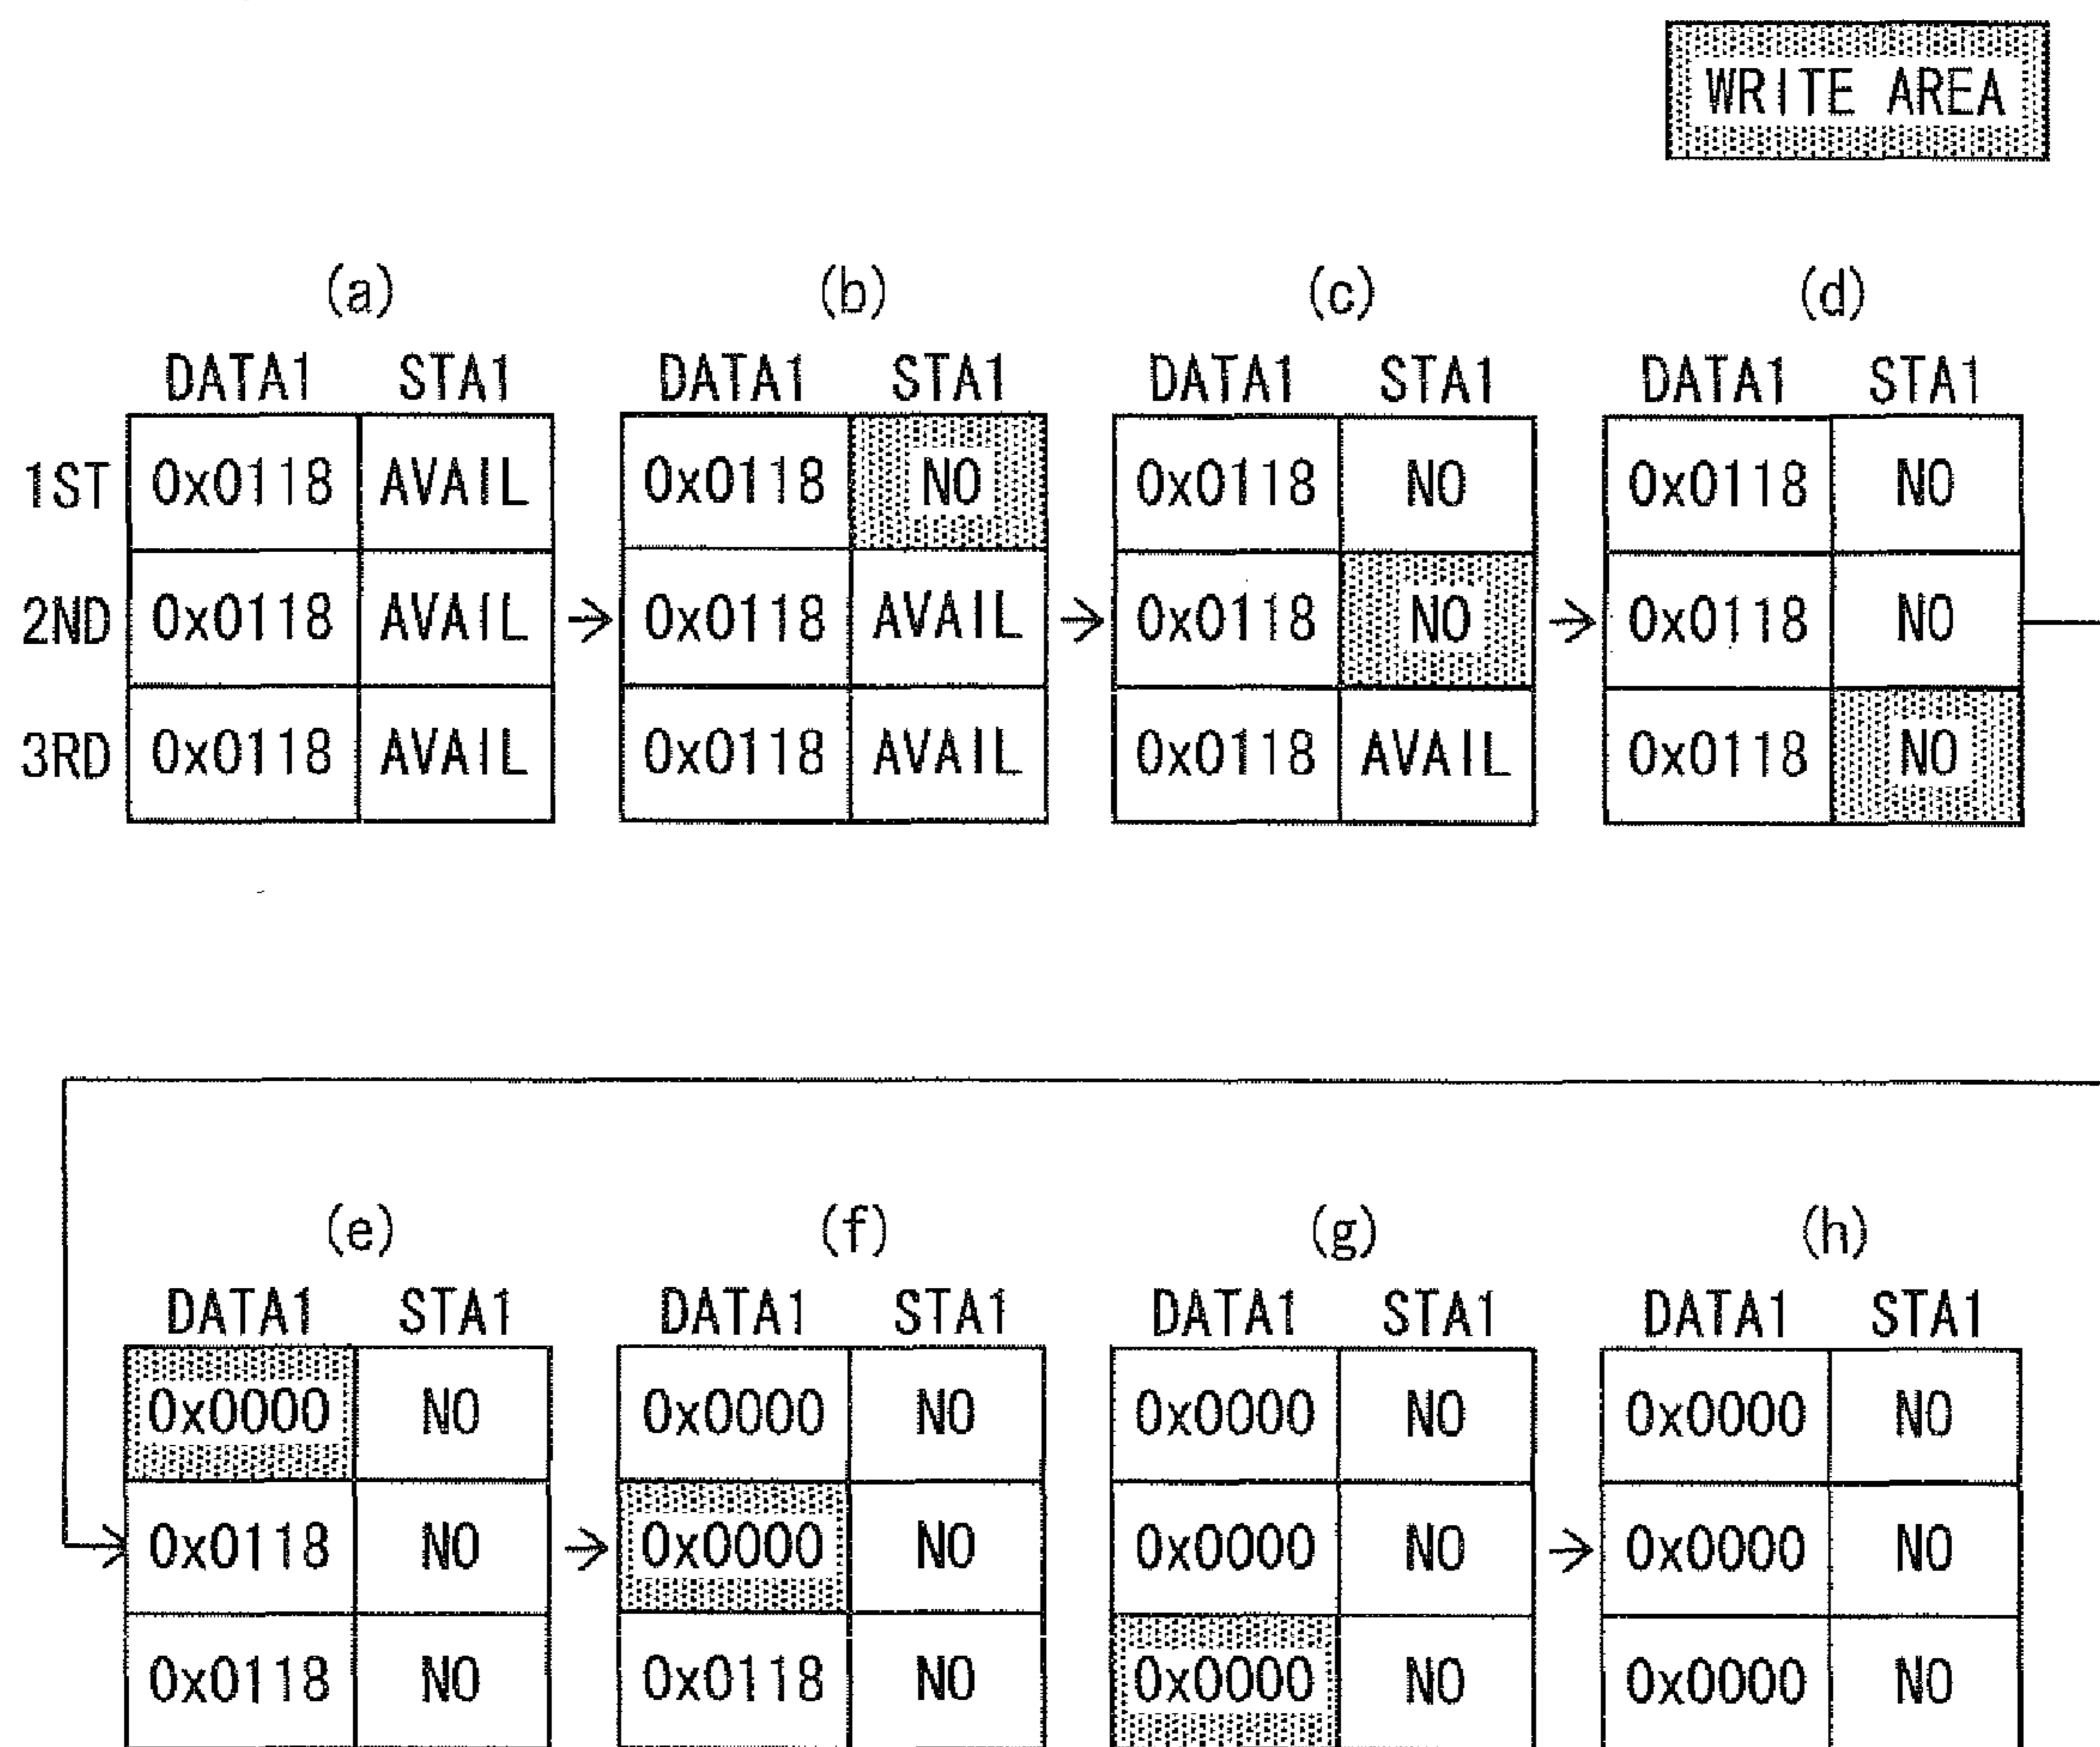 WRITE AREA
(a) (b) (c) (d)
DATA1 STA1 DATA1 STA1 DATA1 STA1 DATA1 STA1
1ST 0x0118 AVAIL 0x0118 NO 0x0118 NO 0x0118 NO
2ND 0x0118 AVAIL 0x0118 AVAIL 0x0118 NO 0x0118 NO
3RD 0x0118 AVAIL 0x0118 AVAIL 0x0118 AVAIL 0x0118 NO
(e) (f) (g) (h)
DATA1 STA1 DATA1 STA1 DATA1 STA1 DATA1 STA1
0x0000 NO 0x0000 NO 0x0000 NO 0x0000 NO
0x0118 NO 0x0000 NO 0x0000 NO 0x0000 NO
0x0118 NO 0x0118 NO 0x0000 NO 0x0000 NO